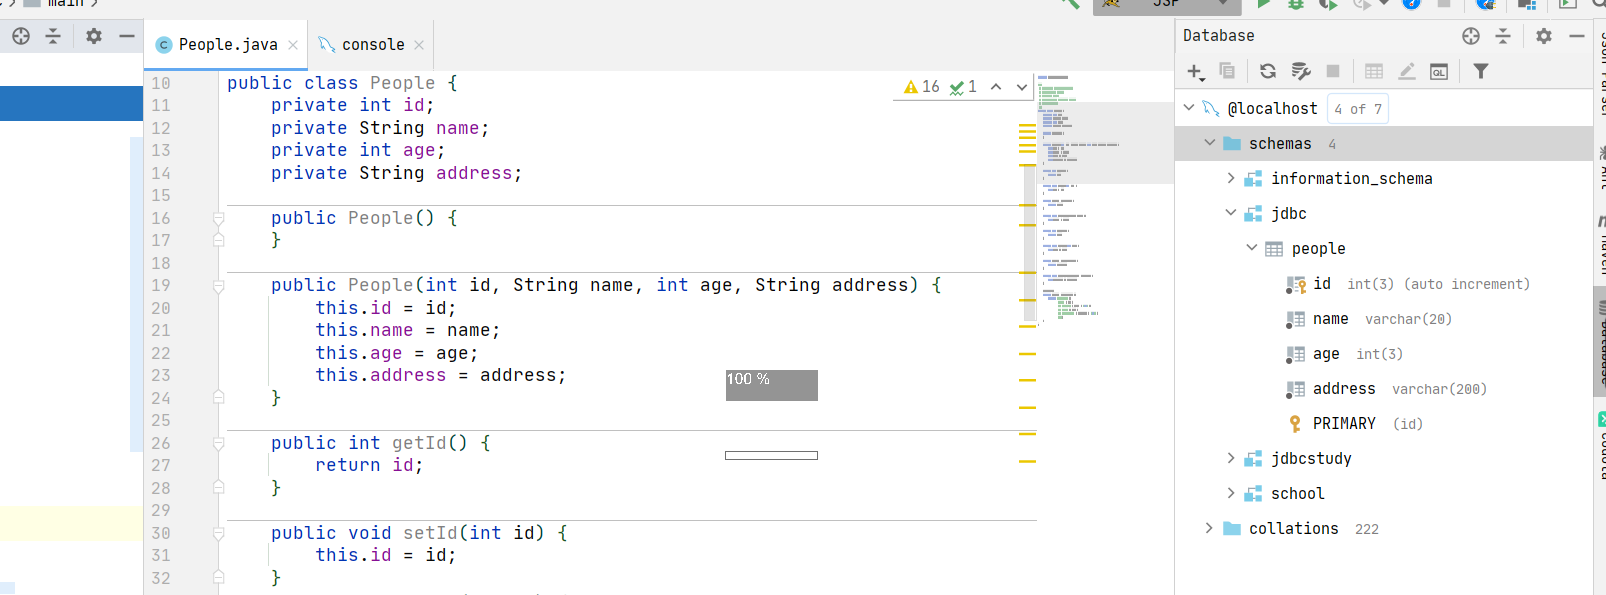 main
JSP
People.java
console
Database
10 public class People {
11 private int id;
12 private String name;
13 private int age;
14 private String address;
15
16 public People() {
17 }
18
19 public People(int id, String name, int age, String address) {
20 this.id = id;
21 this.name = name;
22 this.age = age;
23 this.address = address;
24 }
25
26 public int getId() {
27 return id;
28 }
29
30 public void setId(int id) {
31 this.id = id;
32 }
16 1
100 %
QL
@localhost 4 of 7
schemas 4
information_schema
jdbc
people
id int(3) (auto increment)
name varchar(20)
age int(3)
address varchar(200)
PRIMARY (id)
jdbcstudy
school
collations 222
Ant